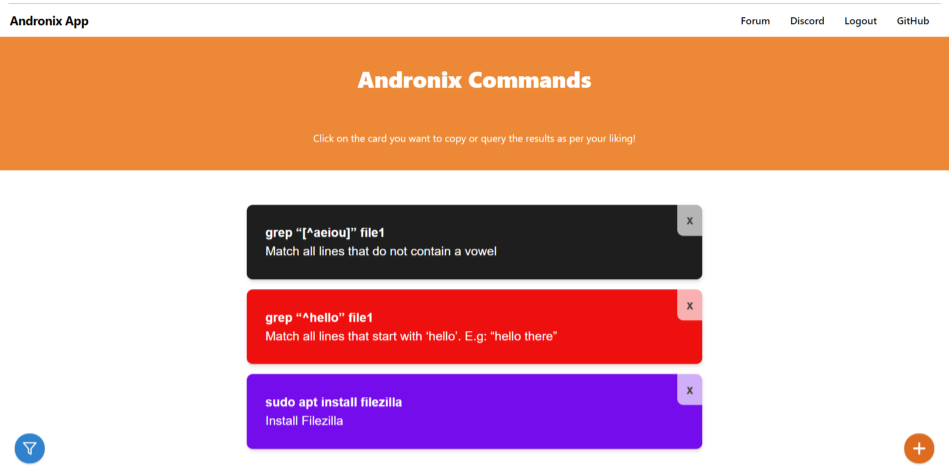 Andronix App
Forum Discord Logout GitHub
Andronix Commands
Click on the card you want to copy or query the results as per your liking!
x
grep “[^aeiou]” file1
Match all lines that do not contain a vowel
x
grep “^hello” file1
Match all lines that start with ‘hello’. E.g: “hello there”
x
sudo apt install filezilla
Install Filezilla